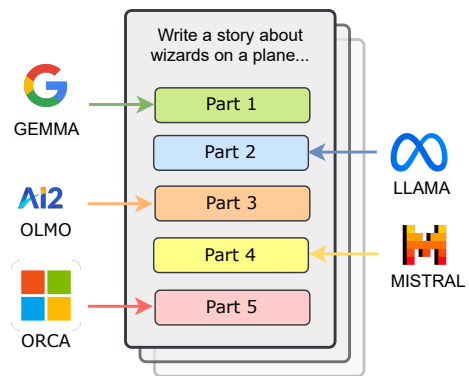 Write a story about
wizards on a plane...
Part 1
GEMMA
Part 2
LLAMA
Ai2
Part 3
OLMO
Part 4
MISTRAL
Part 5
ORCA